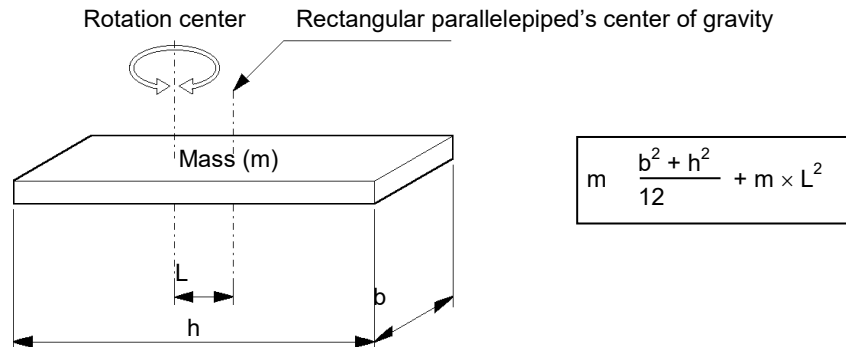 Rotation center
Rectangular parallelepiped’s center of gravity
Mass (m)
m b² + h² / 12 + m × L²
L
b
h